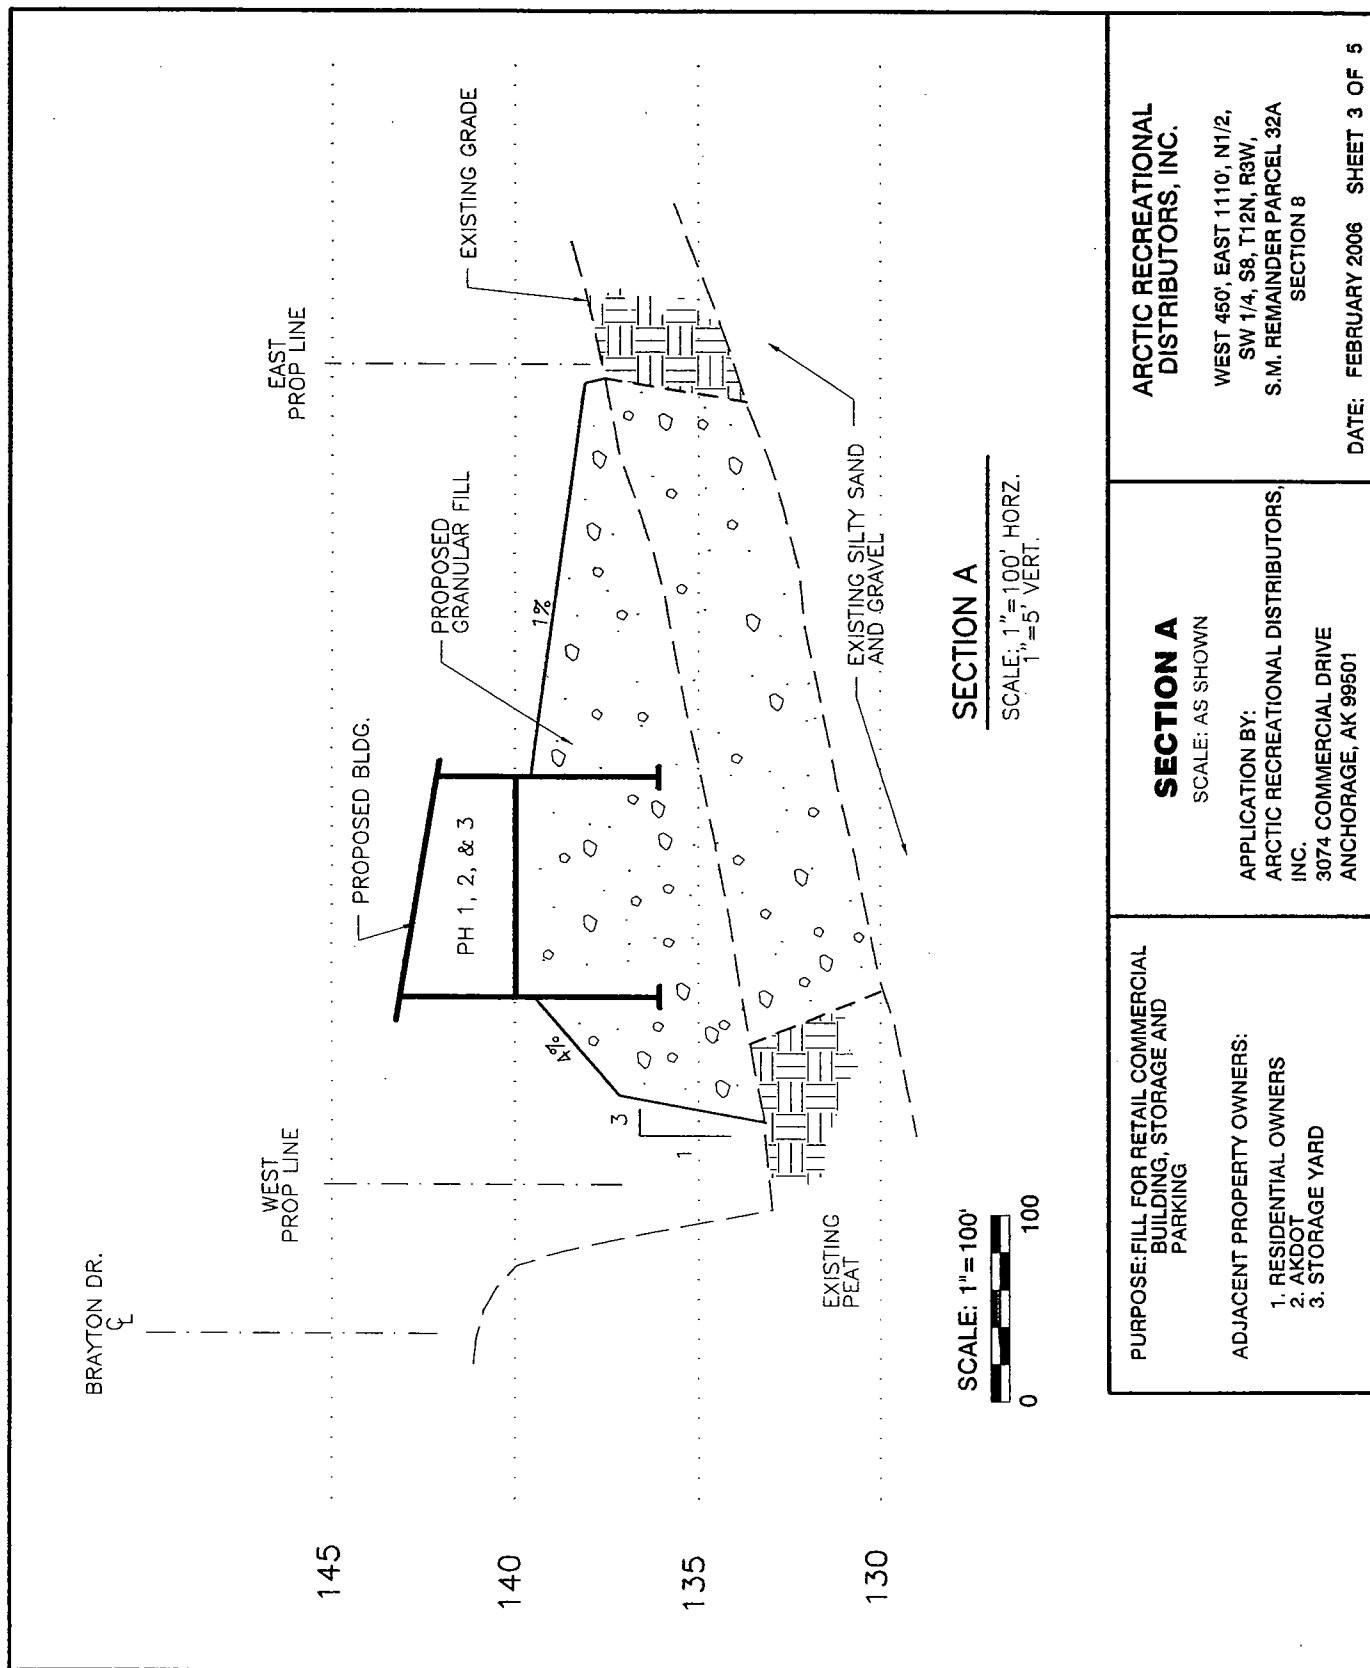 BRAYTON DR.
CL
WEST
PROP LINE
EAST
PROP LINE
PROPOSED BLDG.
PROPOSED
GRANULAR FILL
EXISTING GRADE
145
140
135
130
PH 1, 2, & 3
4%
1%
3
1
EXISTING
PEAT
EXISTING SILTY SAND
AND GRAVEL
SECTION A
SCALE: 1"=100' HORZ.
1"=5' VERT.
SCALE: 1"=100'
0
100
PURPOSE: FILL FOR RETAIL COMMERCIAL
BUILDING, STORAGE AND
PARKING
ADJACENT PROPERTY OWNERS:
1. RESIDENTIAL OWNERS
2. AKDOT
3. STORAGE YARD
SECTION A
SCALE: AS SHOWN
APPLICATION BY:
ARCTIC RECREATIONAL DISTRIBUTORS,
INC.
3074 COMMERCIAL DRIVE
ANCHORAGE, AK 99501
ARCTIC RECREATIONAL
DISTRIBUTORS, INC.
WEST 450', EAST 1110', N1/2,
SW 1/4, S8, T12N, R3W,
S.M. REMAINDER PARCEL 32A
SECTION 8
DATE: FEBRUARY 2006 SHEET 3 OF 5